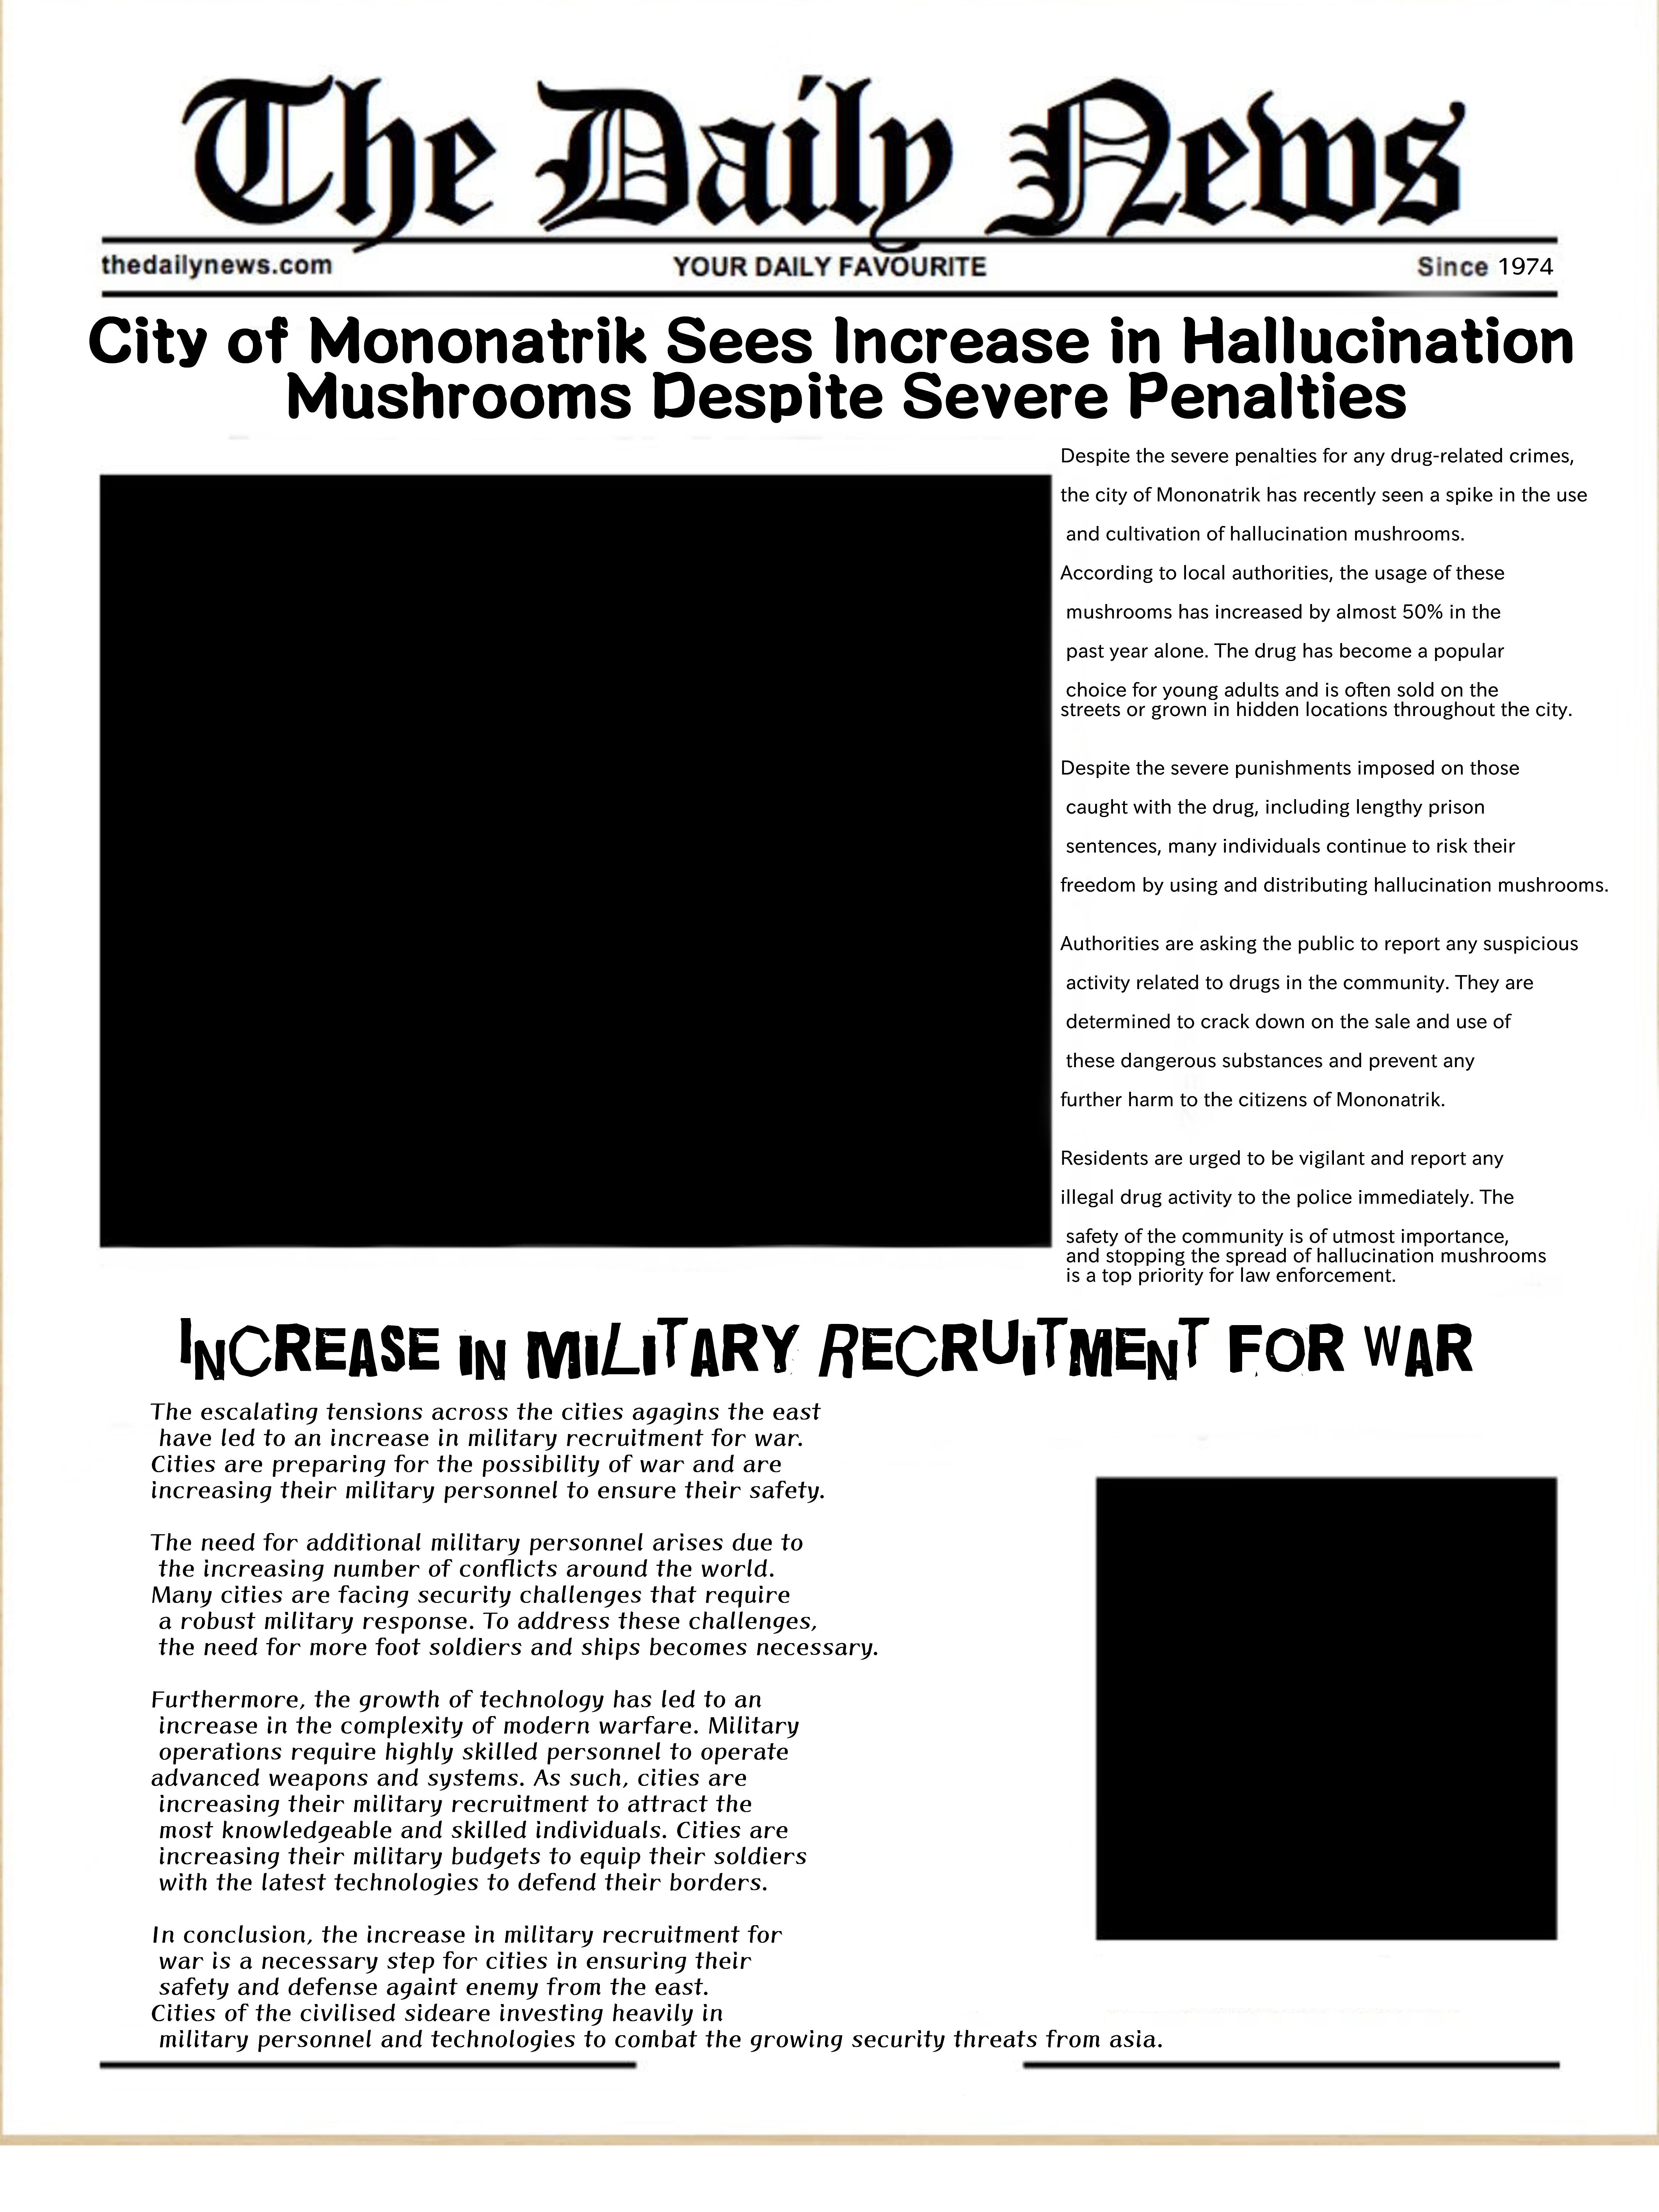 The Daily News
thedailynews.com YOUR DAILY FAVOURITE Since 1974
City of Mononatrik Sees Increase in Hallucination
Mushrooms Despite Severe Penalties
Despite the severe penalties for any drug-related crimes,
the city of Mononatrik has recently seen a spike in the use
and cultivation of hallucination mushrooms.
According to local authorities, the usage of these
mushrooms has increased by almost 50% in the
past year alone. The drug has become a popular
choice for young adults and is often sold on the
streets or grown in hidden locations throughout the city.
Despite the severe punishments imposed on those
caught with the drug, including lengthy prison
sentences, many individuals continue to risk their
freedom by using and distributing hallucination mushrooms.
Authorities are asking the public to report any suspicious
activity related to drugs in the community. They are
determined to crack down on the sale and use of
these dangerous substances and prevent any
further harm to the citizens of Mononatrik.
Residents are urged to be vigilant and report any
illegal drug activity to the police immediately. The
safety of the community is of utmost importance,
and stopping the spread of hallucination mushrooms
is a top priority for law enforcement.
INCREASE IN MILITARY RECRUITMENT FOR WAR
The escalating tensions across the cities agagins the east
have led to an increase in military recruitment for war.
Cities are preparing for the possibility of war and are
increasing their military personnel to ensure their safety.
The need for additional military personnel arises due to
the increasing number of conflicts around the world.
Many cities are facing security challenges that require
a robust military response. To address these challenges,
the need for more foot soldiers and ships becomes necessary.
Furthermore, the growth of technology has led to an
increase in the complexity of modern warfare. Military
operations require highly skilled personnel to operate
advanced weapons and systems. As such, cities are
increasing their military recruitment to attract the
most knowledgeable and skilled individuals. Cities are
increasing their military budgets to equip their soldiers
with the latest technologies to defend their borders.
In conclusion, the increase in military recruitment for
war is a necessary step for cities in ensuring their
safety and defense againt enemy from the east.
Cities of the civilised sideare investing heavily in
military personnel and technologies to combat the growing security threats from asia.